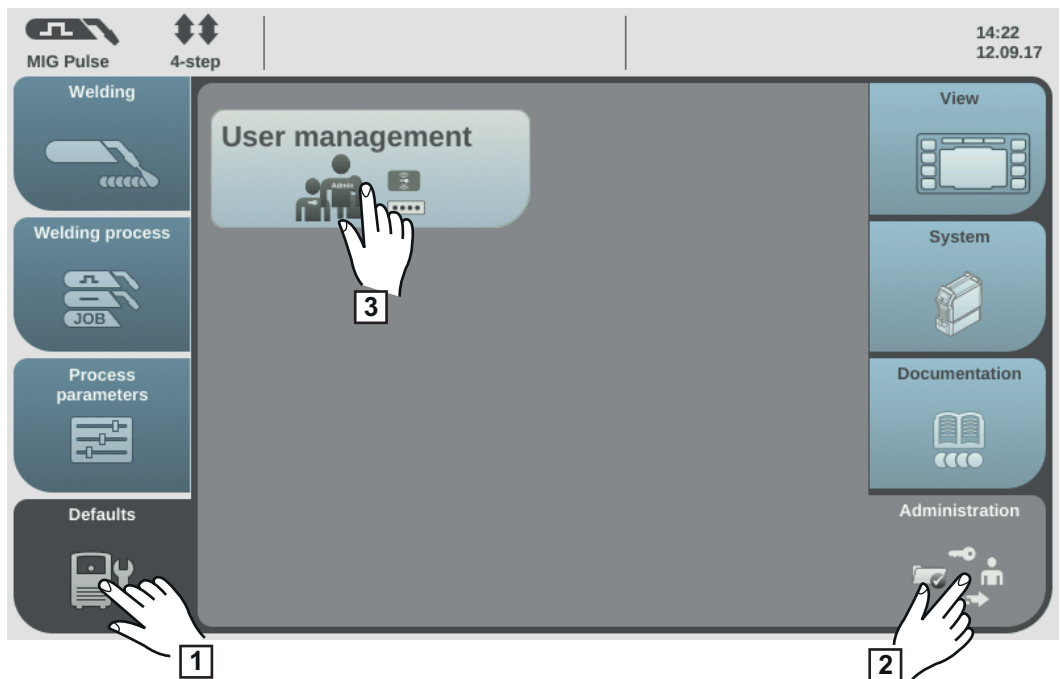 MIG Pulse
4-step
14:22
12.09.17
Welding
Welding process
JOB
Process
parameters
Defaults
User management
Admin
3
View
System
Documentation
Administration
1
2